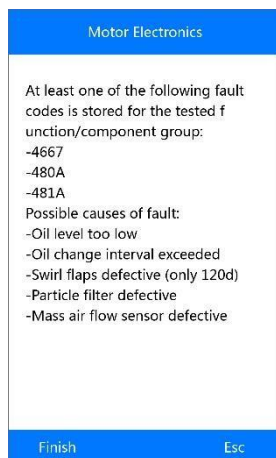 Motor Electronics
At least one of the following fault
codes is stored for the tested f
unction/component group:
-4667
-480A
-481A
Possible causes of fault:
-Oil level too low
-Oil change interval exceeded
-Swirl flaps defective (only 120d)
-Particle filter defective
-Mass air flow sensor defective
Finish Esc